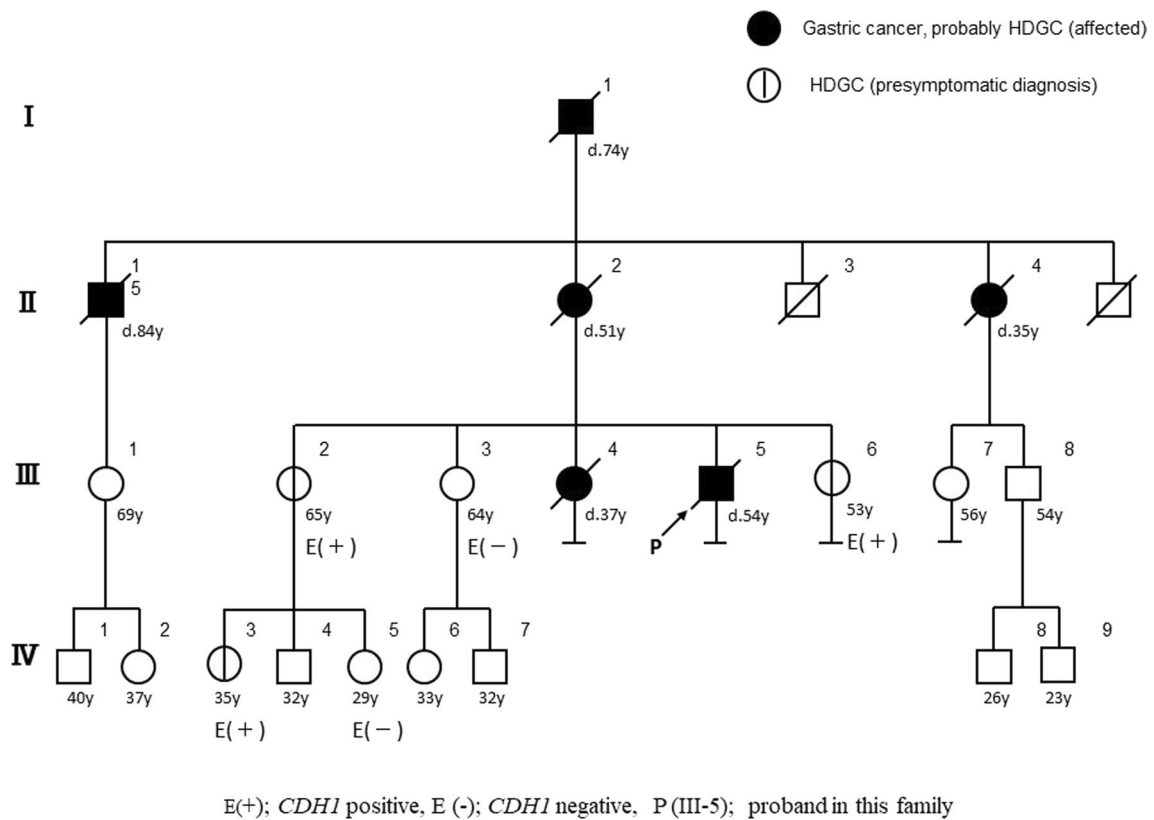 Gastric cancer, probably HDGC (affected)
HDGC (presymptomatic diagnosis)
I
1
d.74y
II
1 2 3 4
5
d.84y d.51y d.35y
III
1 2 3 4 5 6 7 8
69y 65y 64y d.37y d.54y 53y 56y 54y
E(+) E(−) P E(+)
IV
1 2 3 4 5 6 7 8 9
40y 37y 35y 32y 29y 33y 32y 26y 23y
E(+) E(−)
E(+); CDH1 positive, E (-); CDH1 negative, P (III-5); proband in this family